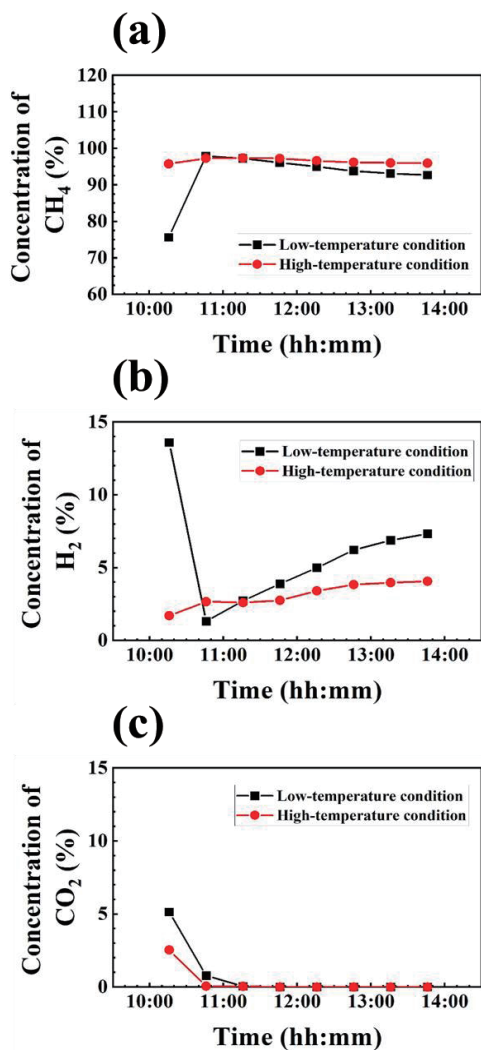 (a)
Concentration of
CH₄ (%)
120
110
100
90
80
70
60
Low-temperature condition
High-temperature condition
10:00 11:00 12:00 13:00 14:00
Time (hh:mm)
(b)
Concentration of
H₂ (%)
15
10
5
0
Low-temperature condition
High-temperature condition
10:00 11:00 12:00 13:00 14:00
Time (hh:mm)
(c)
Concentration of
CO₂ (%)
15
10
5
0
Low-temperature condition
High-temperature condition
10:00 11:00 12:00 13:00 14:00
Time (hh:mm)